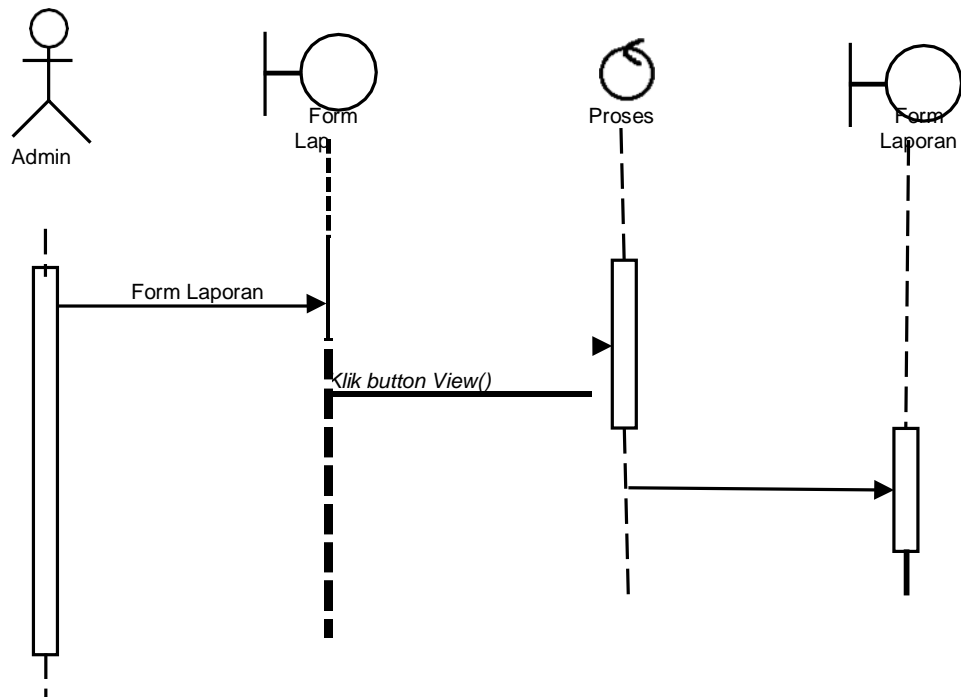 Form
Lap
Proses
Form
Laporan
Admin
Form Laporan
Klik button View()